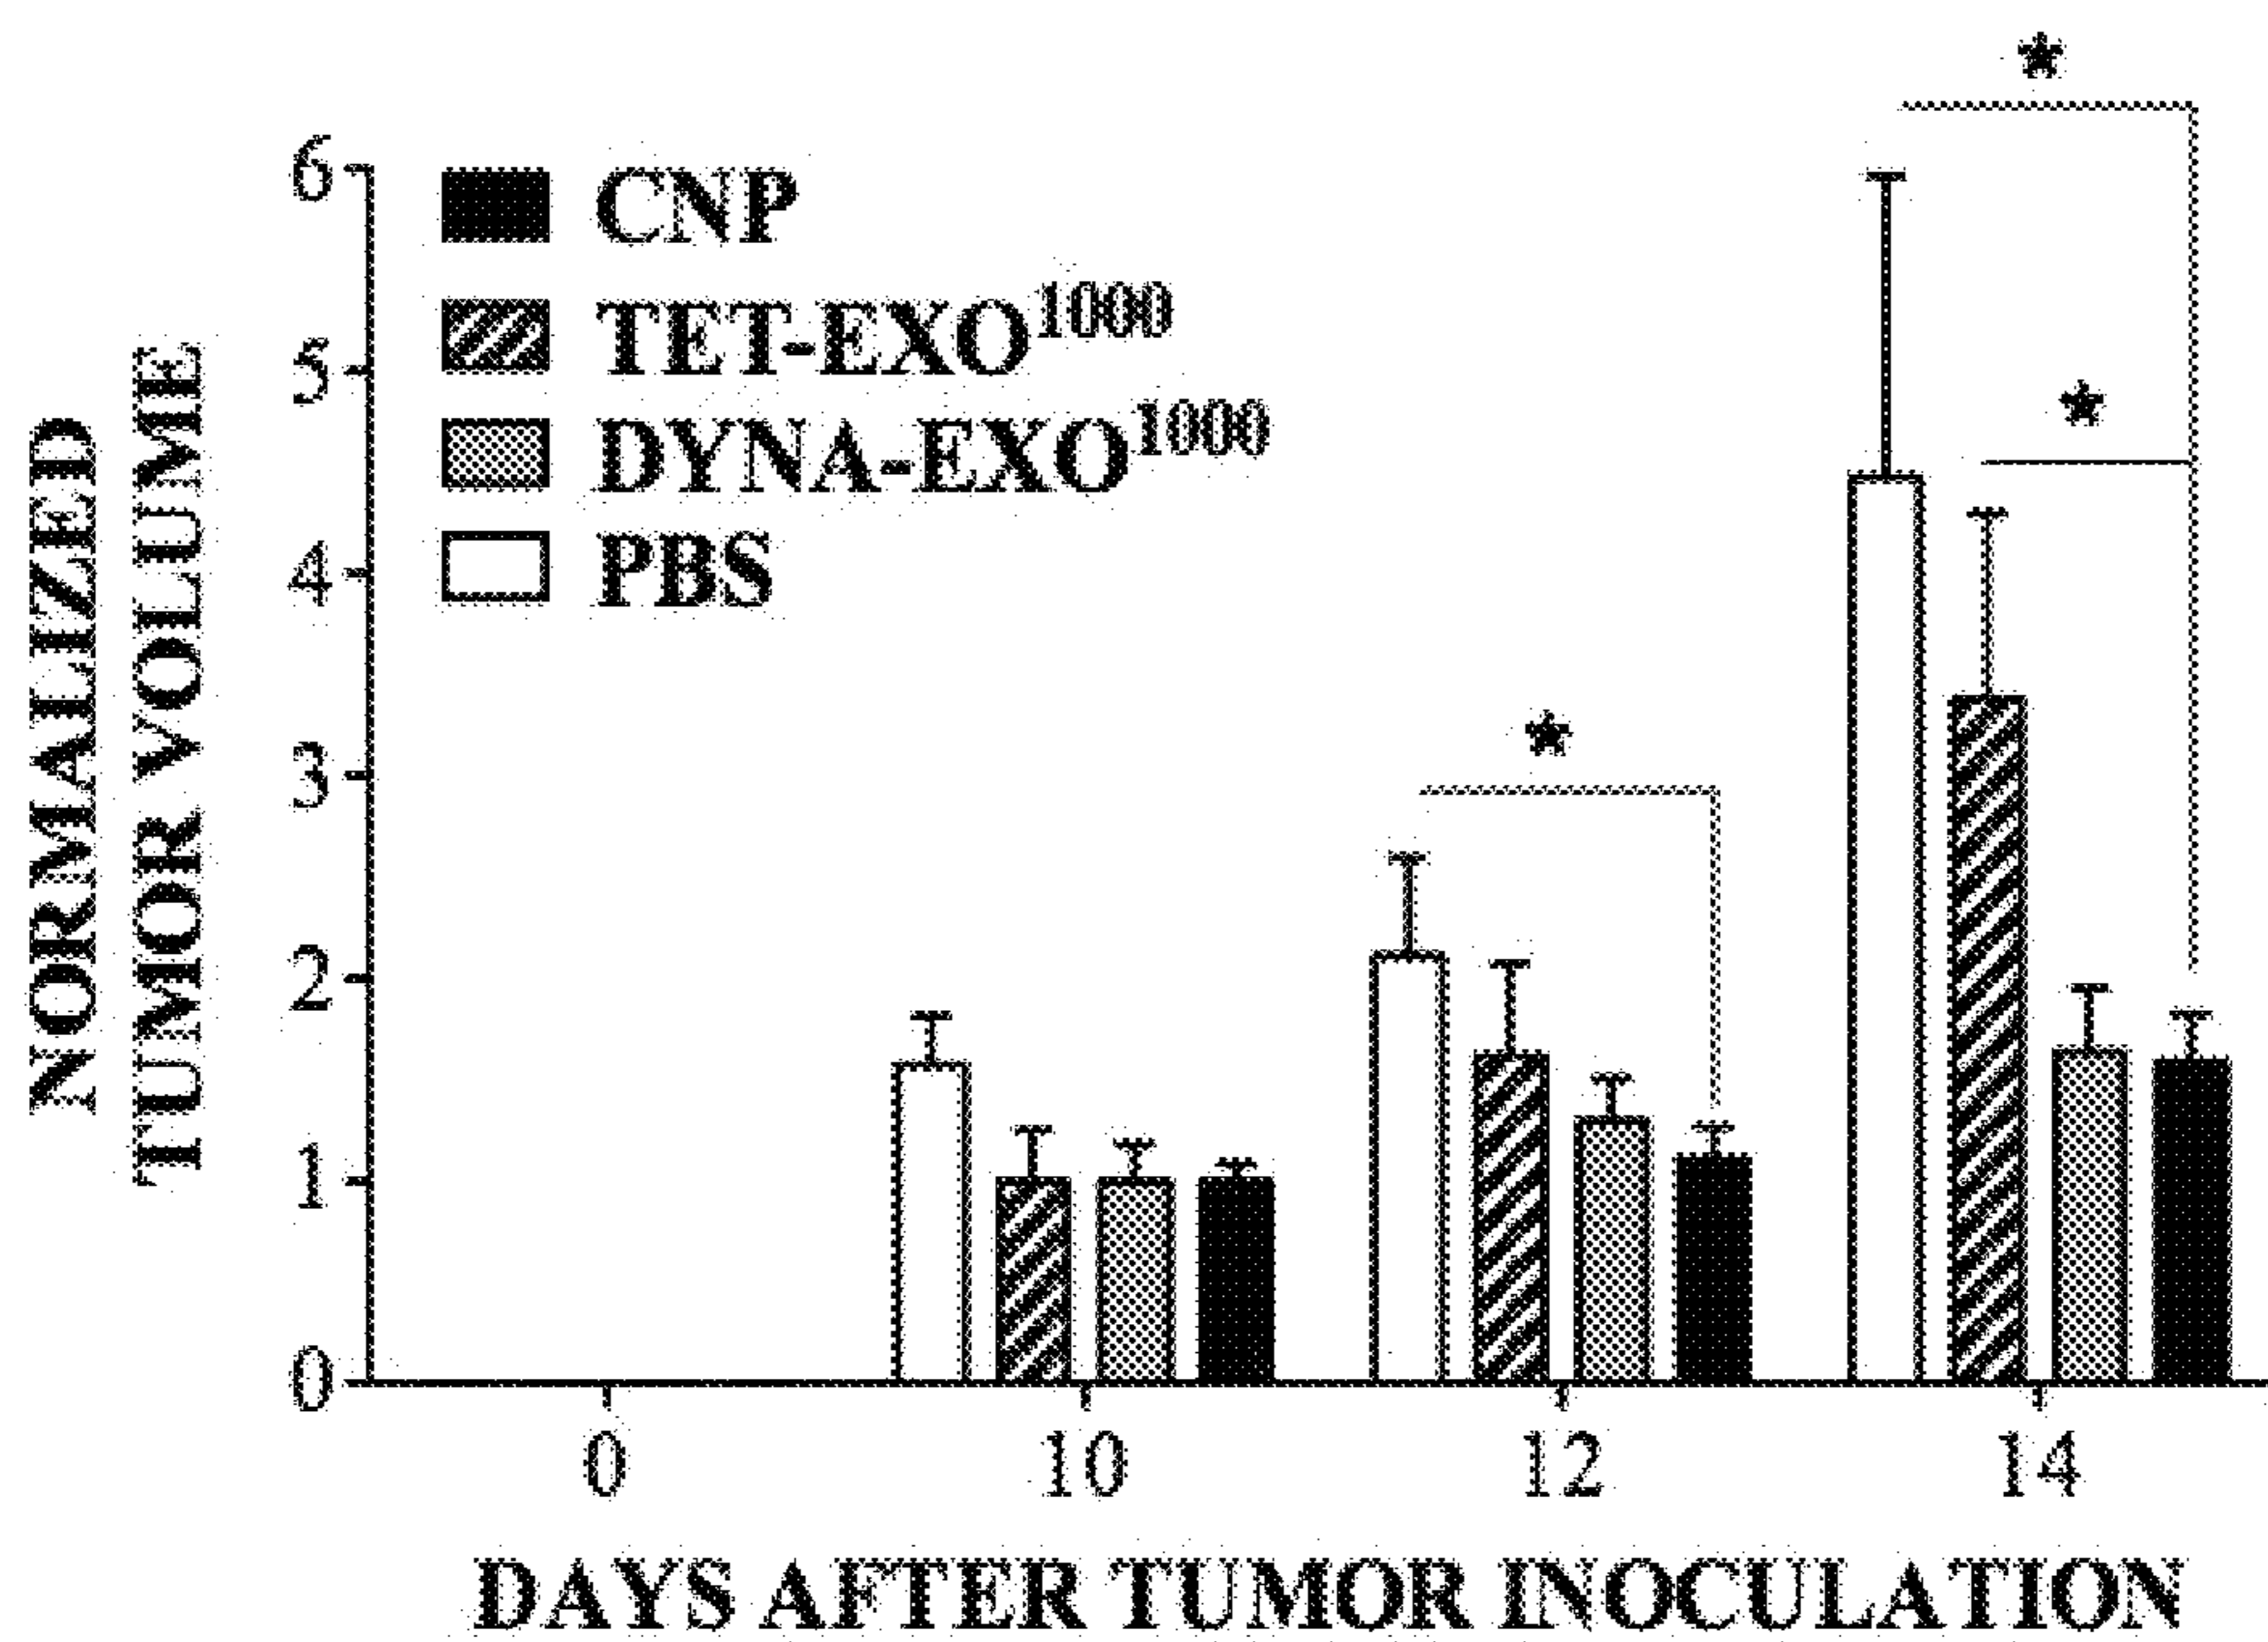 NORMALIZED
TUMOR VOLUME
6
5
4
3
2
1
0
CNP
TET-EXO¹⁰⁰⁰
DYNA-EXO¹⁰⁰⁰
PBS
*
*
*
0 10 12 14
DAYS AFTER TUMOR INOCULATION